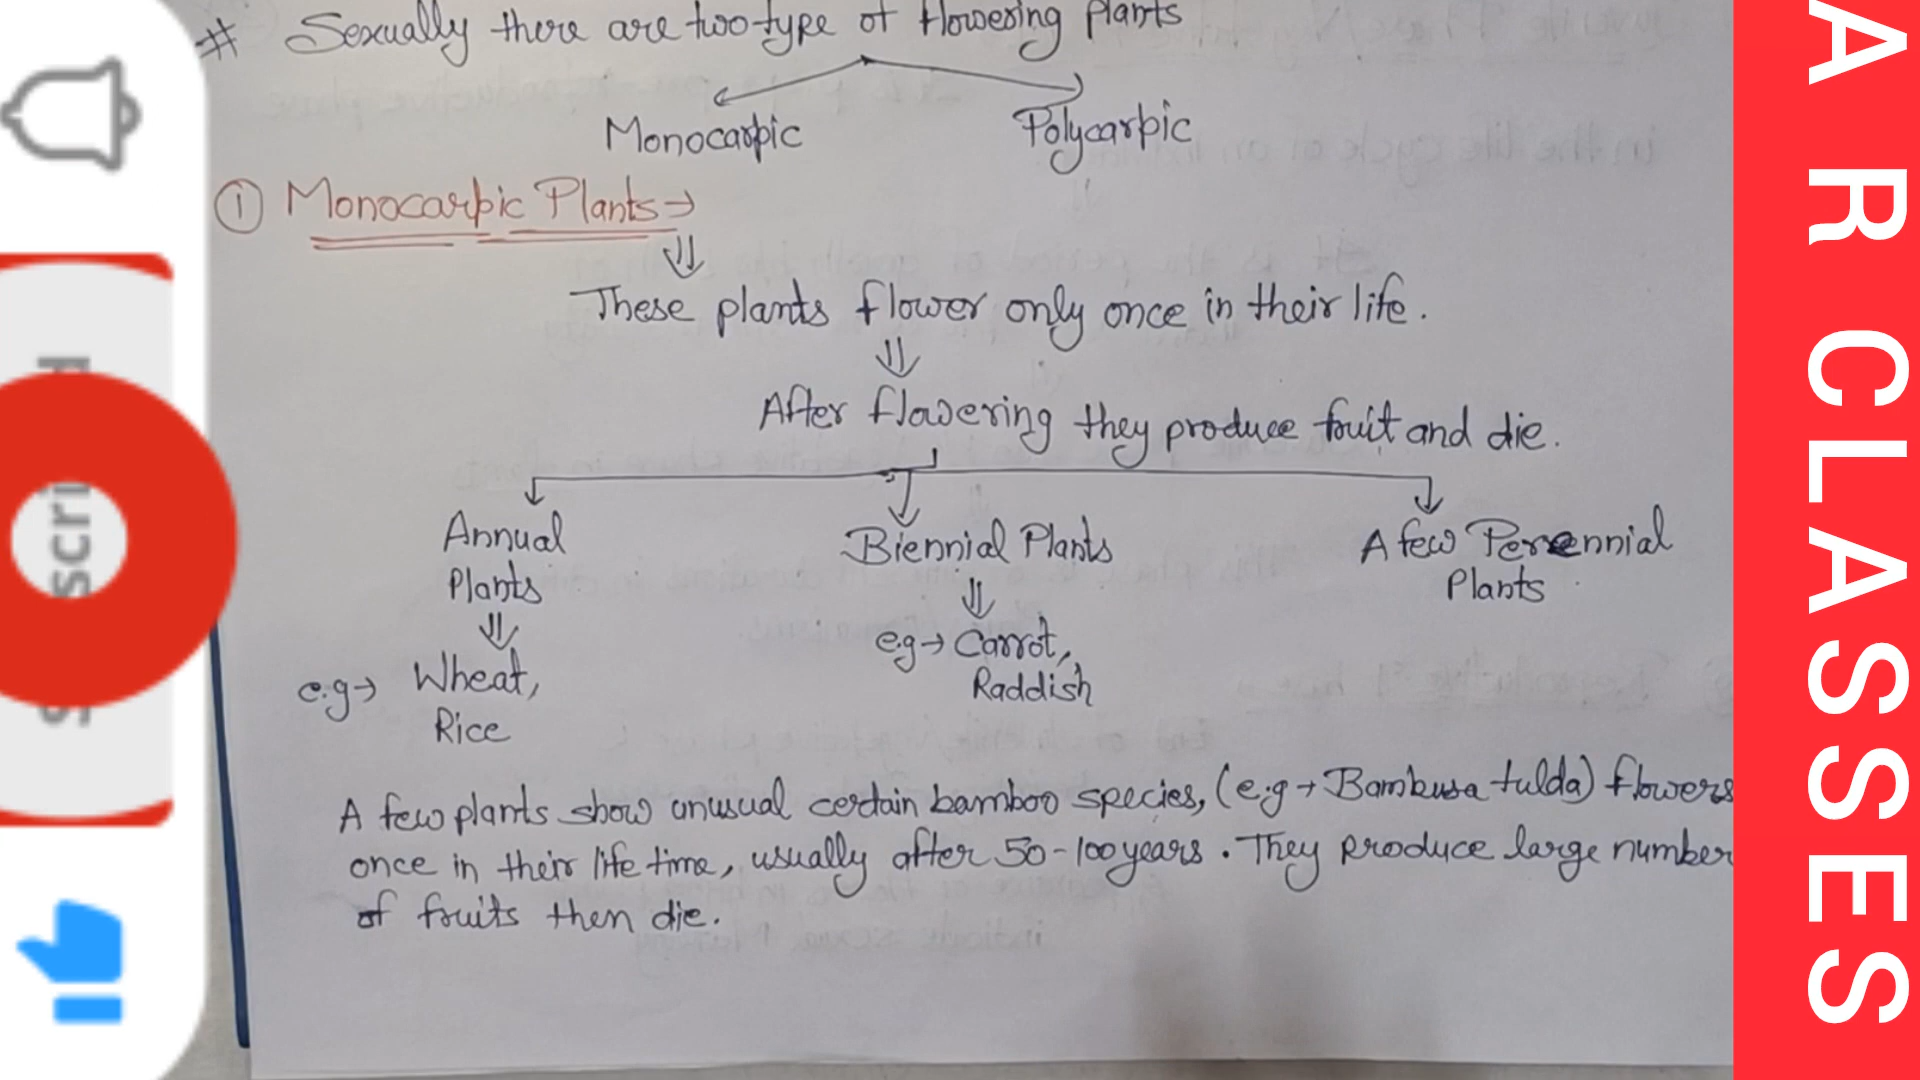 # Sexually there are two type of flowering plants
Monocarpic Polycarpic
① Monocarpic Plants →
These plants flower only once in their life.
After flowering they produce fruit and die.
Annual Plants
Biennial Plants
A few Perennial Plants
e.g → Wheat,
Rice
e.g → Carrot,
Raddish
A few plants show unusual certain bamboo species, (e.g → Bambusa tulda) flowers
once in their life time, usually after 50-100 years. They produce large number
of fruits then die.
A R CLASSES